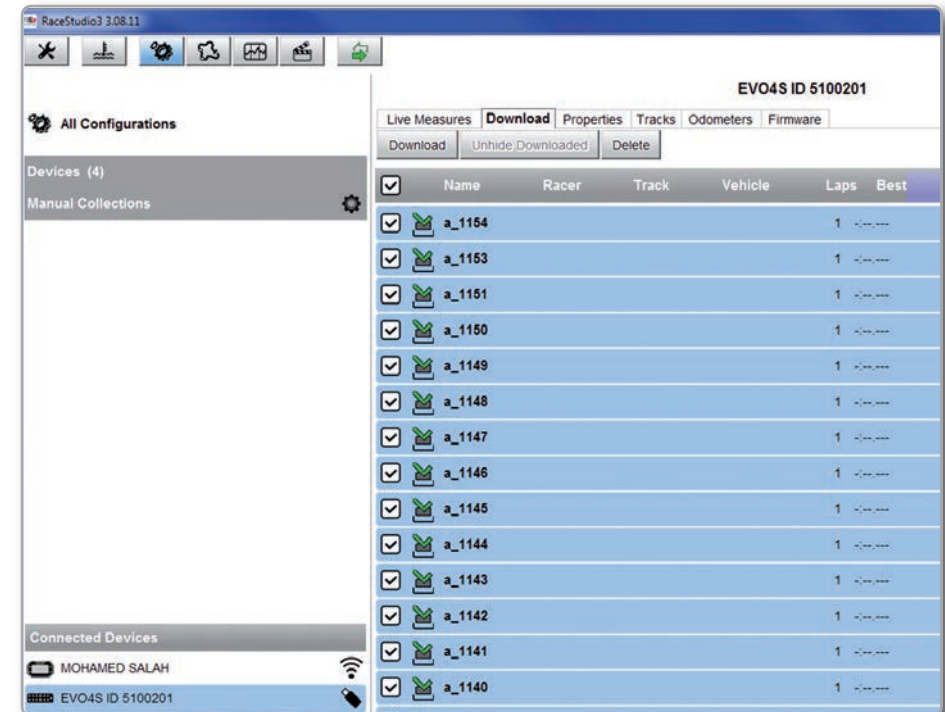 RaceStudio3 3.08.11
EVO4S ID 5100201
All Configurations
Live Measures Download Properties Tracks Odometers Firmware
Download Unhide Downloaded Delete
Devices (4)
Manual Collections
Name Racer Track Vehicle Laps Best
a_1154 1 -:--.---
a_1153 1 -:--.---
a_1151 1 -:--.---
a_1150 1 -:--.---
a_1149 1 -:--.---
a_1148 1 -:--.---
a_1147 1 -:--.---
a_1146 1 -:--.---
a_1145 1 -:--.---
a_1144 1 -:--.---
a_1143 1 -:--.---
a_1142 1 -:--.---
a_1141 1 -:--.---
a_1140 1 -:--.---
Connected Devices
MOHAMED SALAH
EVO4S ID 5100201